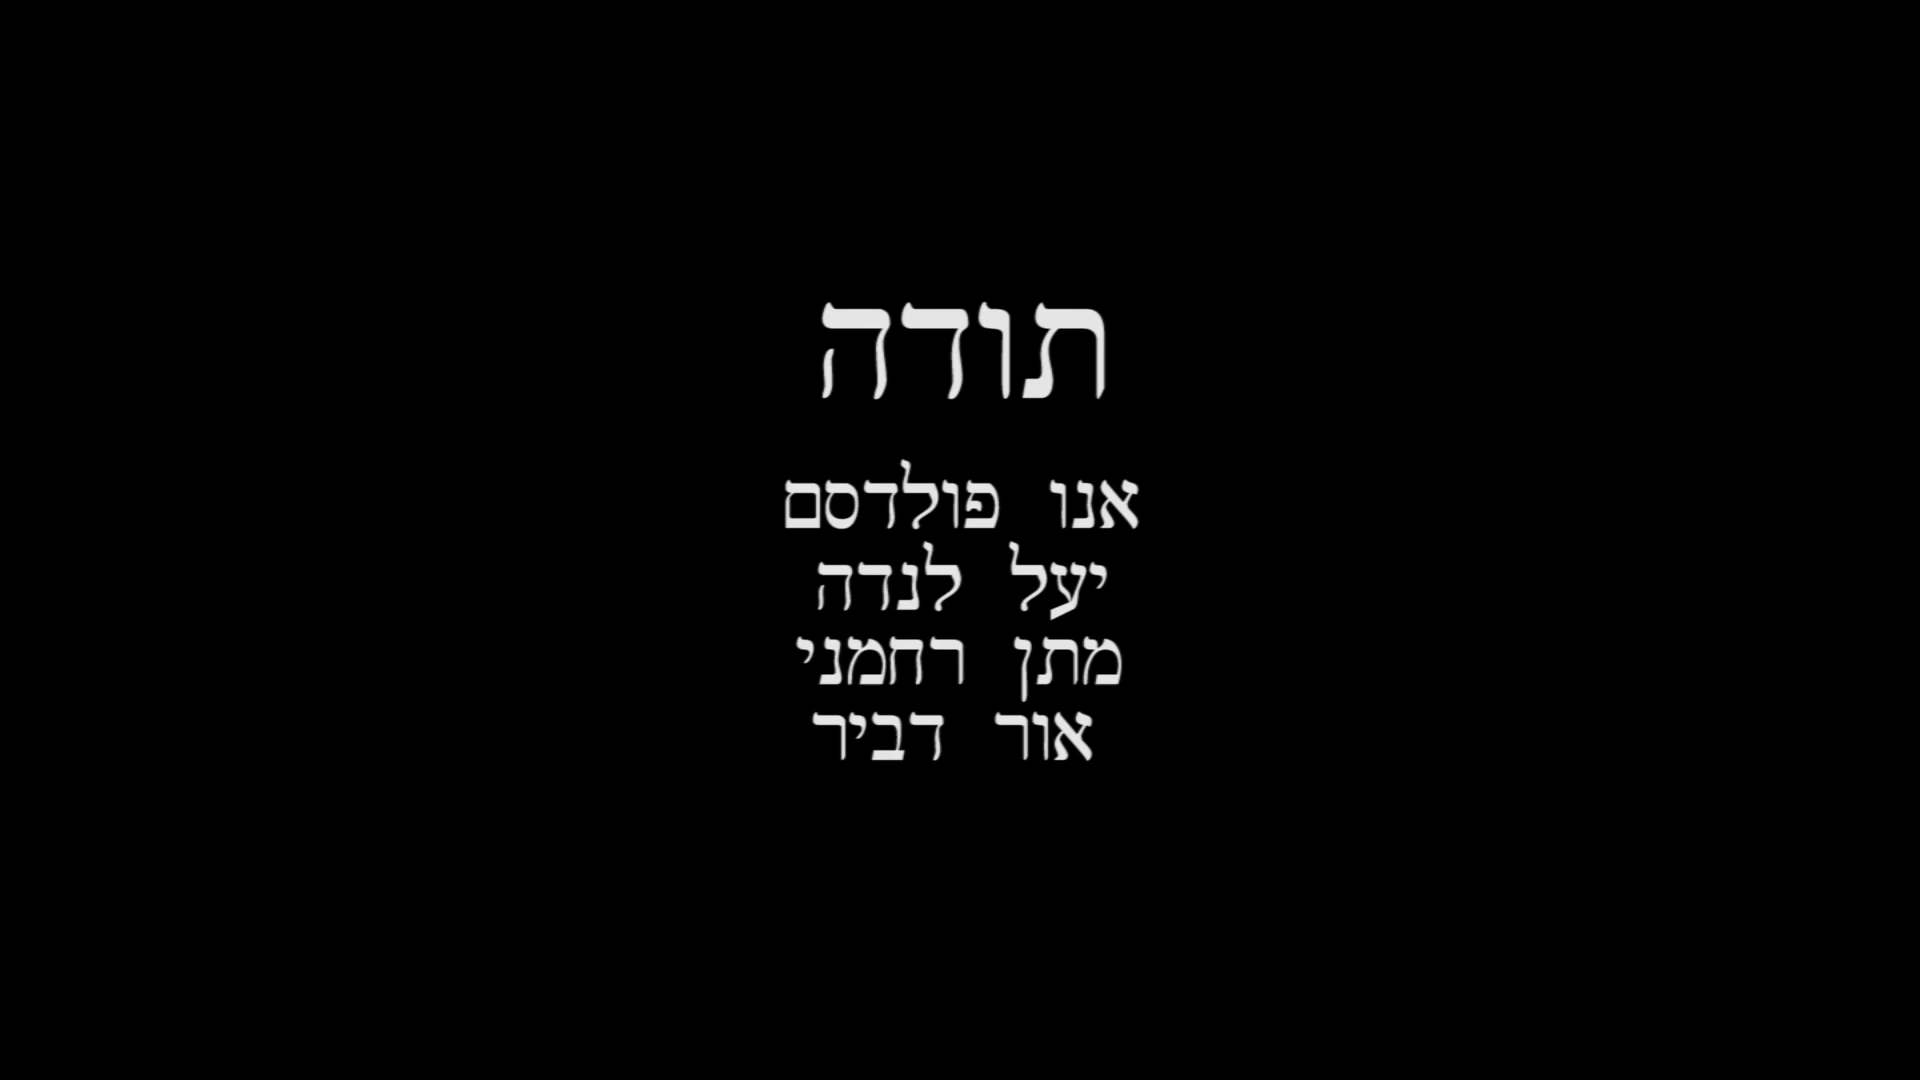 תודה
אנו פולדסם
יעל לנדה
מתן רחמני
אור דביר